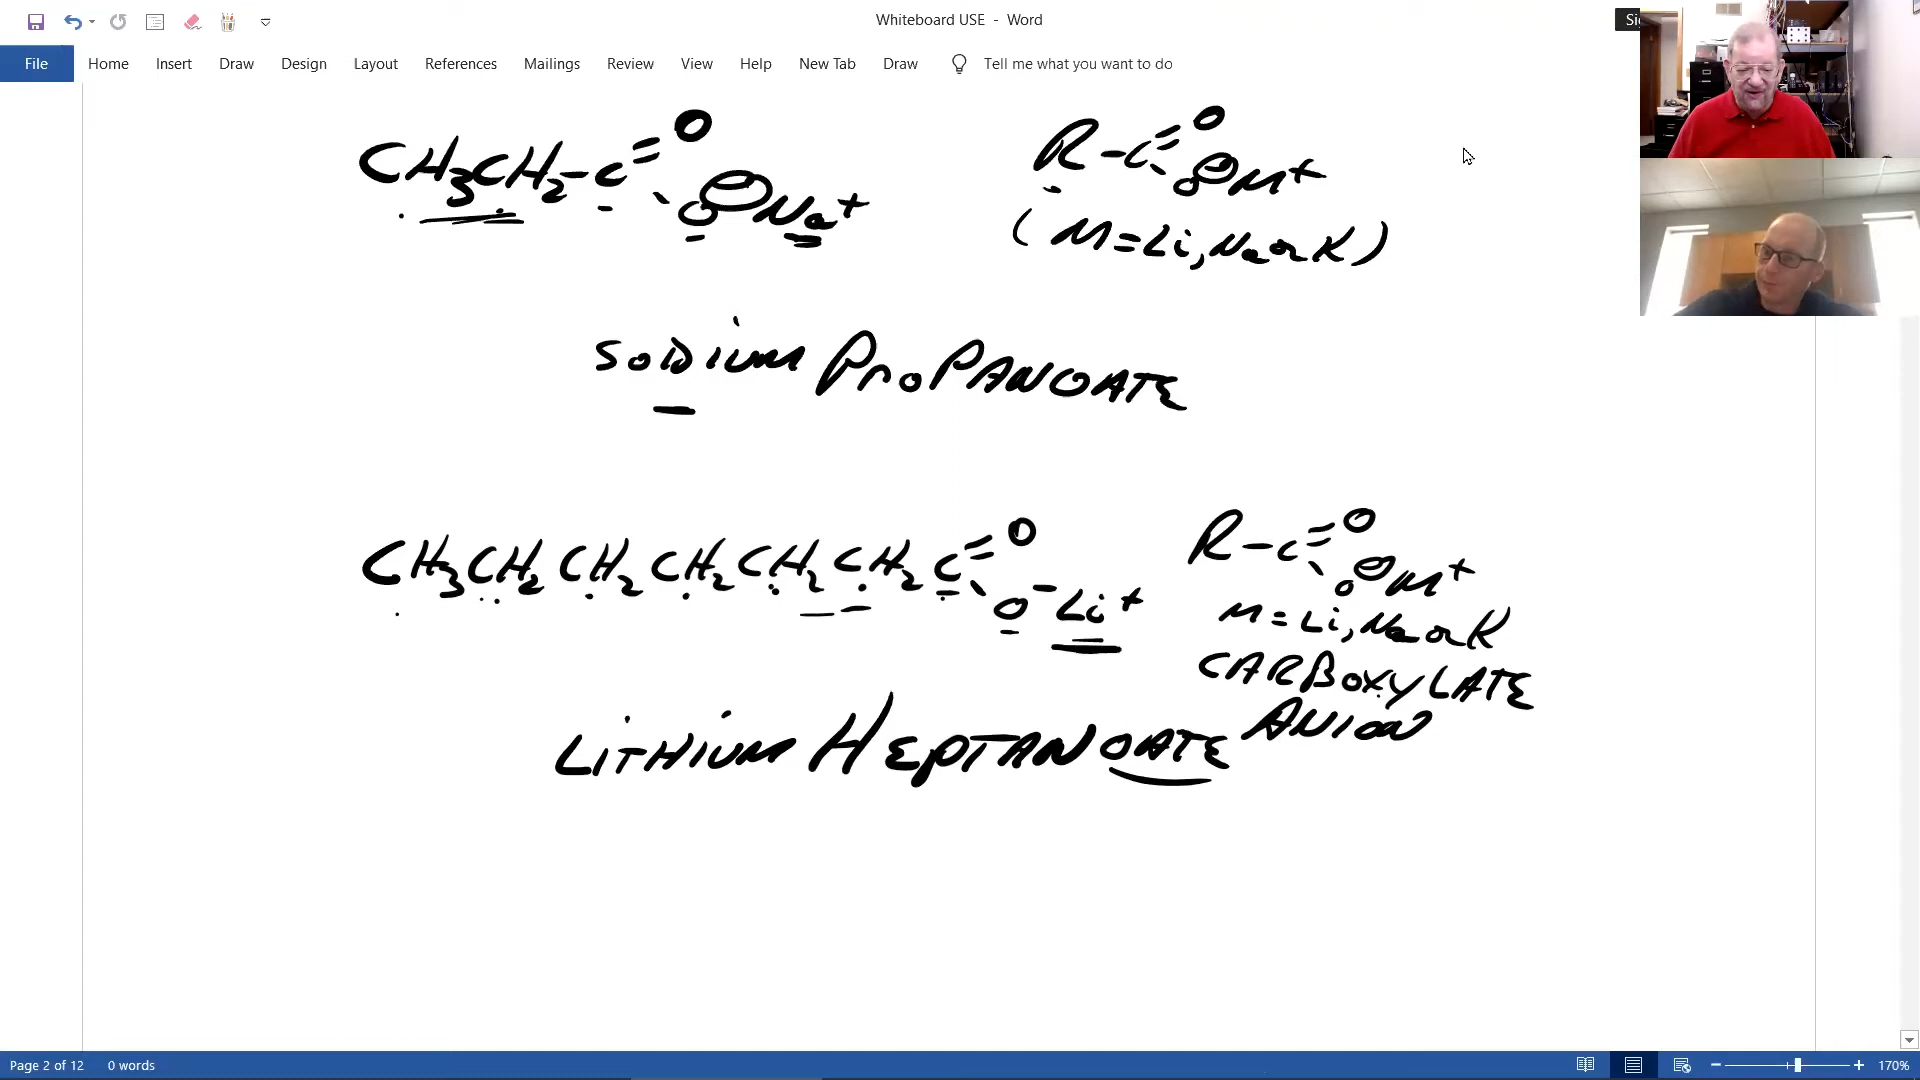 Whiteboard USE - Word
File Home Insert Draw Design Layout References Mailings Review View Help New Tab Draw Tell me what you want to do
CH3CH2-C=O
O⊖Na+
R-C=O
O⊖M+
(M=Li, Na or K)
SODIUM PROPANOATE
CH3CH2CH2CH2CH2CH2C=O
O-Li+
R-C=O
O⊖M+
M=Li, Na or K
CARBOXYLATE
ANION
LITHIUM HEPTANOATE
Page 2 of 12 0 words 170%